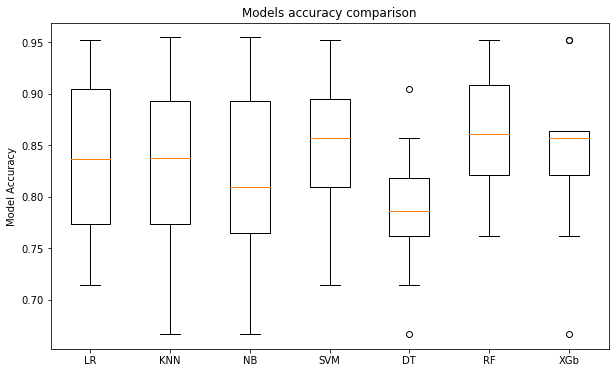 Models accuracy comparison
Model Accuracy
0.95
0.90
0.85
0.80
0.75
0.70
LR KNN NB SVM DT RF XGb